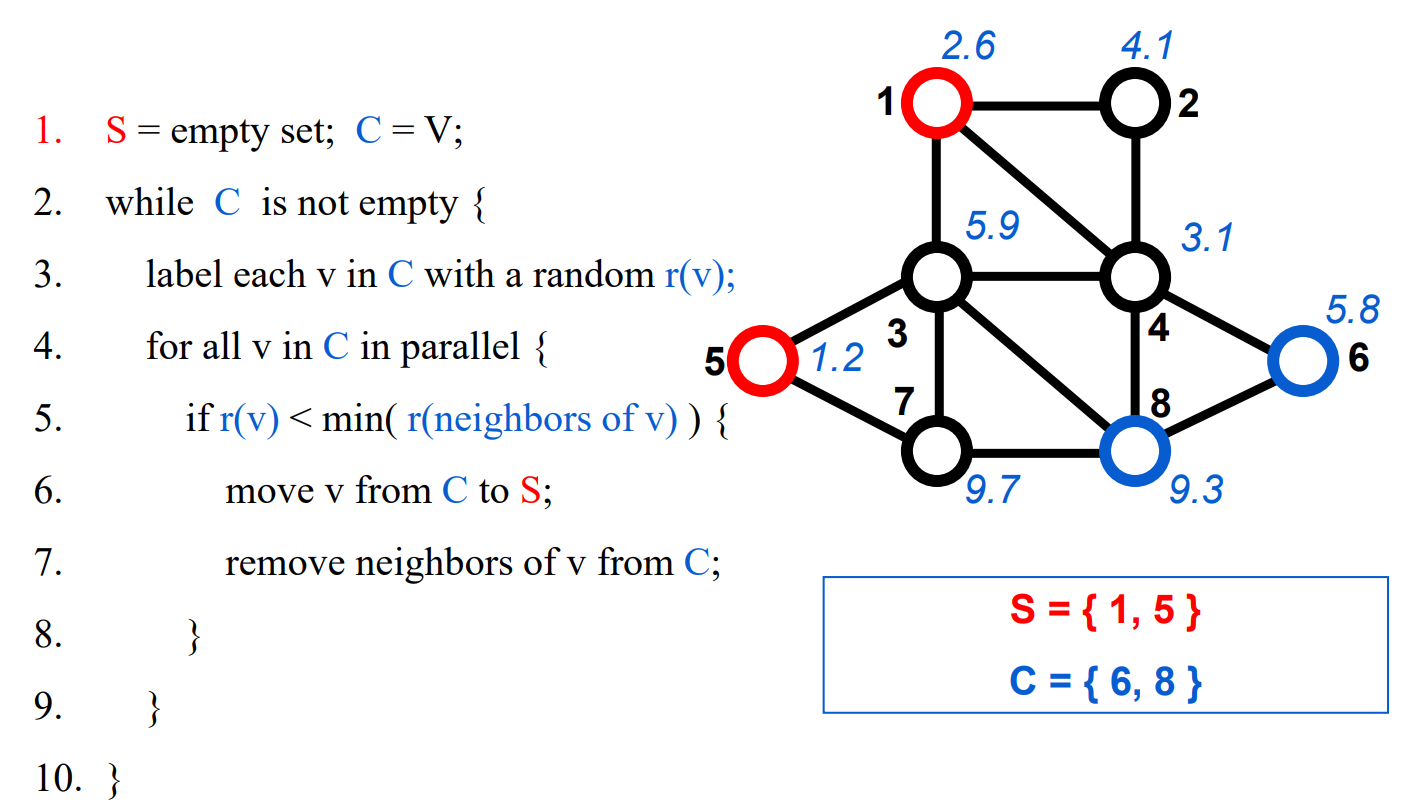 1. S = empty set; C = V;
2. while C is not empty {
3. label each v in C with a random r(v);
4. for all v in C in parallel {
5. if r(v) < min( r(neighbors of v) ) {
6. move v from C to S;
7. remove neighbors of v from C;
8. }
9. }
10. }
2.6 4.1
1 2
5.9 3.1
3 4
5.8
5 1.2 6
7 8
9.7 9.3
S = { 1, 5 }
C = { 6, 8 }